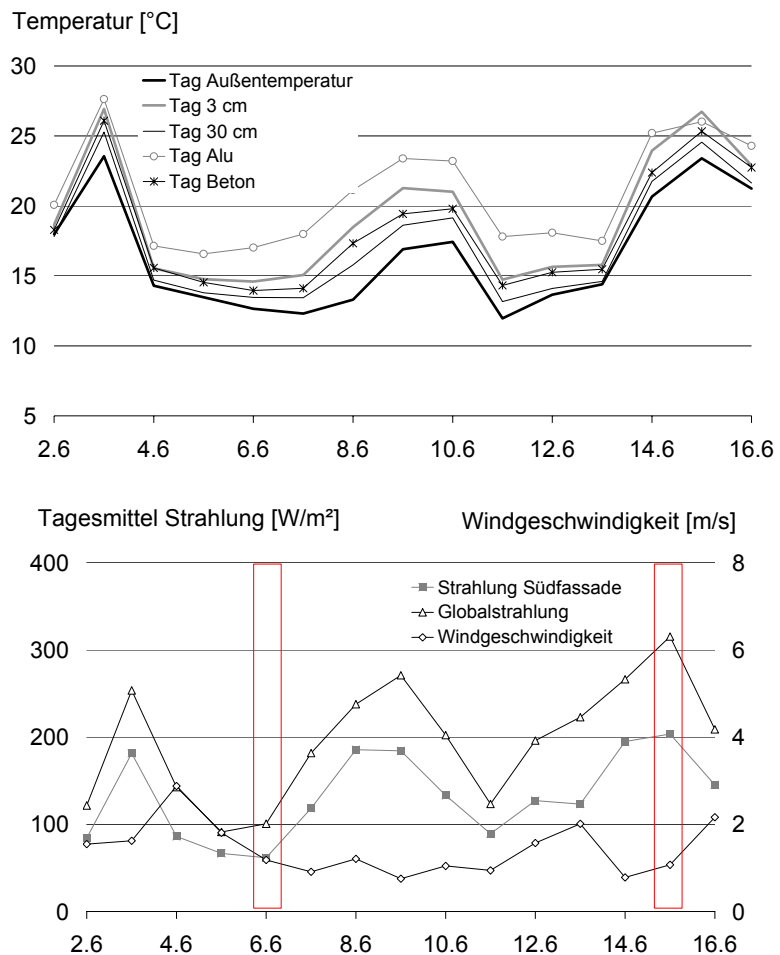 Temperatur [°C]
30
25
20
15
10
5
Tag Außentemperatur
Tag 3 cm
Tag 30 cm
Tag Alu
Tag Beton
2.6 4.6 6.6 8.6 10.6 12.6 14.6 16.6
Tagesmittel Strahlung [W/m²] Windgeschwindigkeit [m/s]
400 8
300 6
200 4
100 2
0 0
Strahlung Südfassade
Globalstrahlung
Windgeschwindigkeit
2.6 4.6 6.6 8.6 10.6 12.6 14.6 16.6